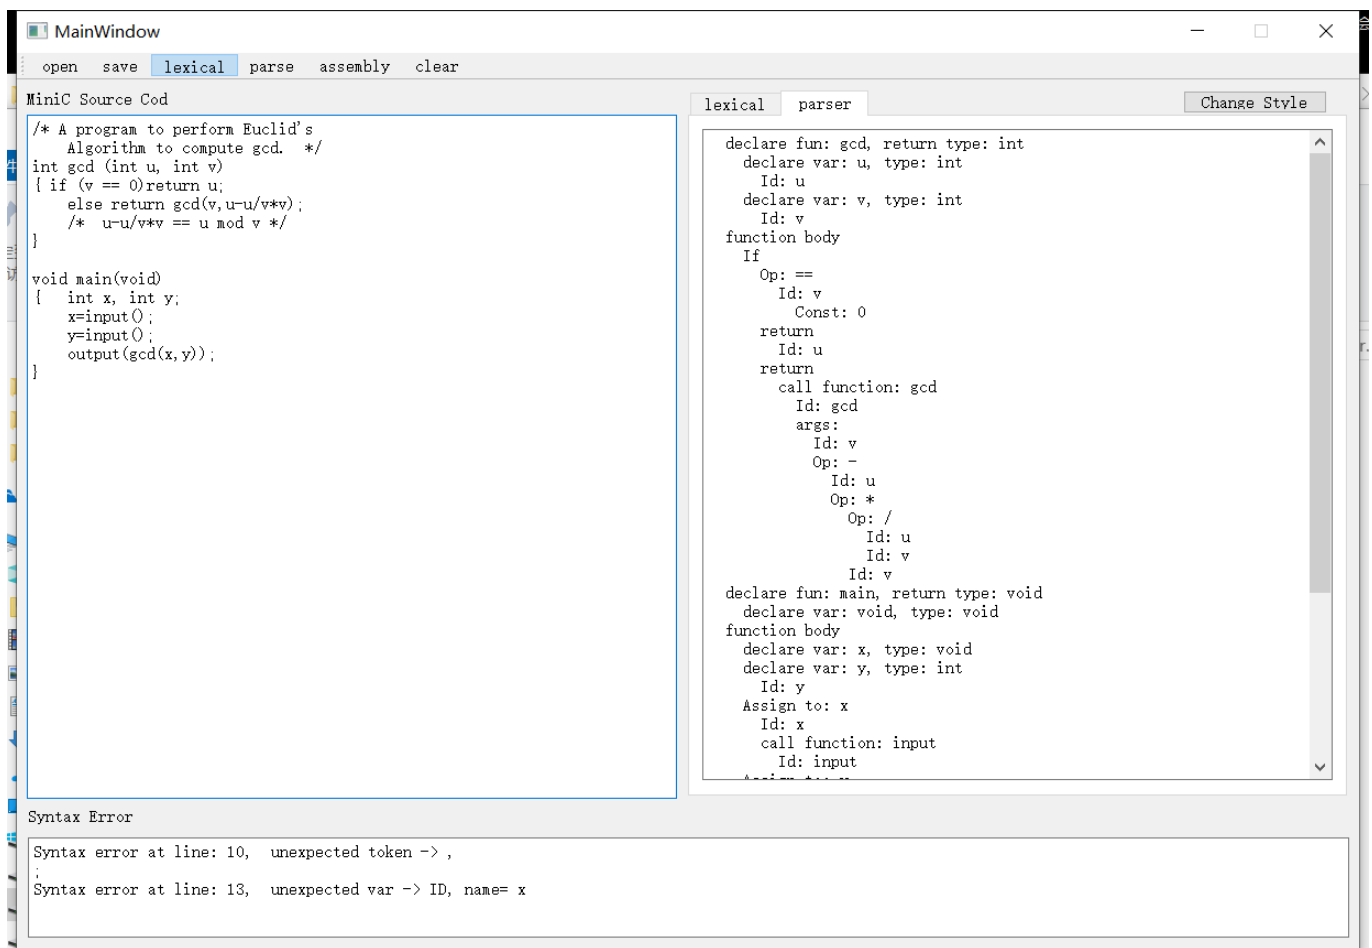 MainWindow
open save lexical parse assembly clear
MiniC Source Cod
/* A program to perform Euclid's
Algorithm to compute gcd. */
int gcd (int u, int v)
{ if (v == 0)return u;
else return gcd(v,u-u/v*v);
/* u-u/v*v == u mod v */
}
void main(void)
{ int x, int y;
x=input();
y=input();
output(gcd(x,y));
}
lexical parser
Change Style
declare fun: gcd, return type: int
declare var: u, type: int
Id: u
declare var: v, type: int
Id: v
function body
If
Op: ==
Id: v
Const: 0
return
Id: u
return
call function: gcd
Id: gcd
args:
Id: v
Op: -
Id: u
Op: *
Op: /
Id: u
Id: v
Id: v
declare fun: main, return type: void
declare var: void, type: void
function body
declare var: x, type: void
declare var: y, type: int
Id: y
Assign to: x
Id: x
call function: input
Id: input
Syntax Error
Syntax error at line: 10, unexpected token -> ,
;
Syntax error at line: 13, unexpected var -> ID, name= x